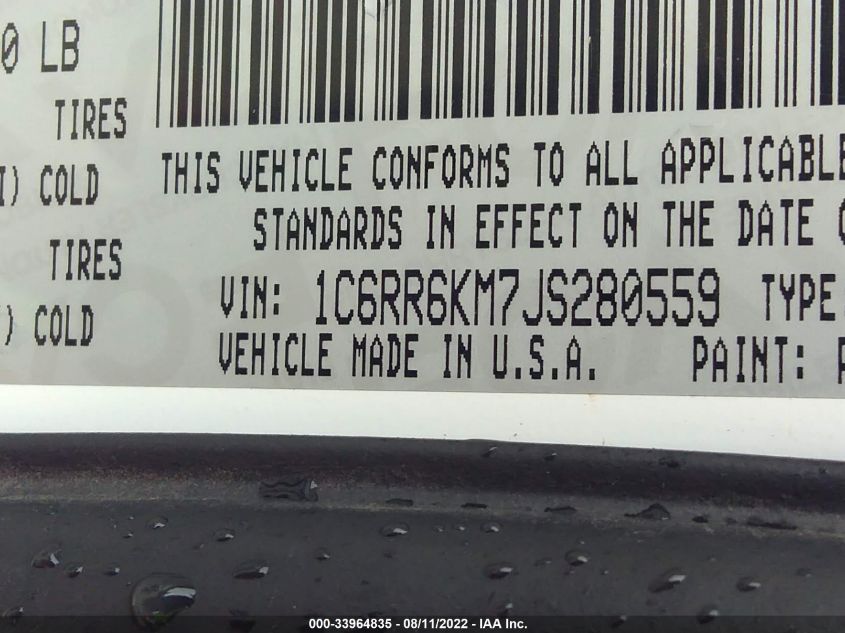 0 LB
TIRES
I) COLD
TIRES
) COLD
THIS VEHICLE CONFORMS TO ALL APPLICABLE
STANDARDS IN EFFECT ON THE DATE
VIN: 1C6RR6KM7JS280559 TYPE:
VEHICLE MADE IN U.S.A. PAINT:
000-33964835 - 08/11/2022 - IAA Inc.